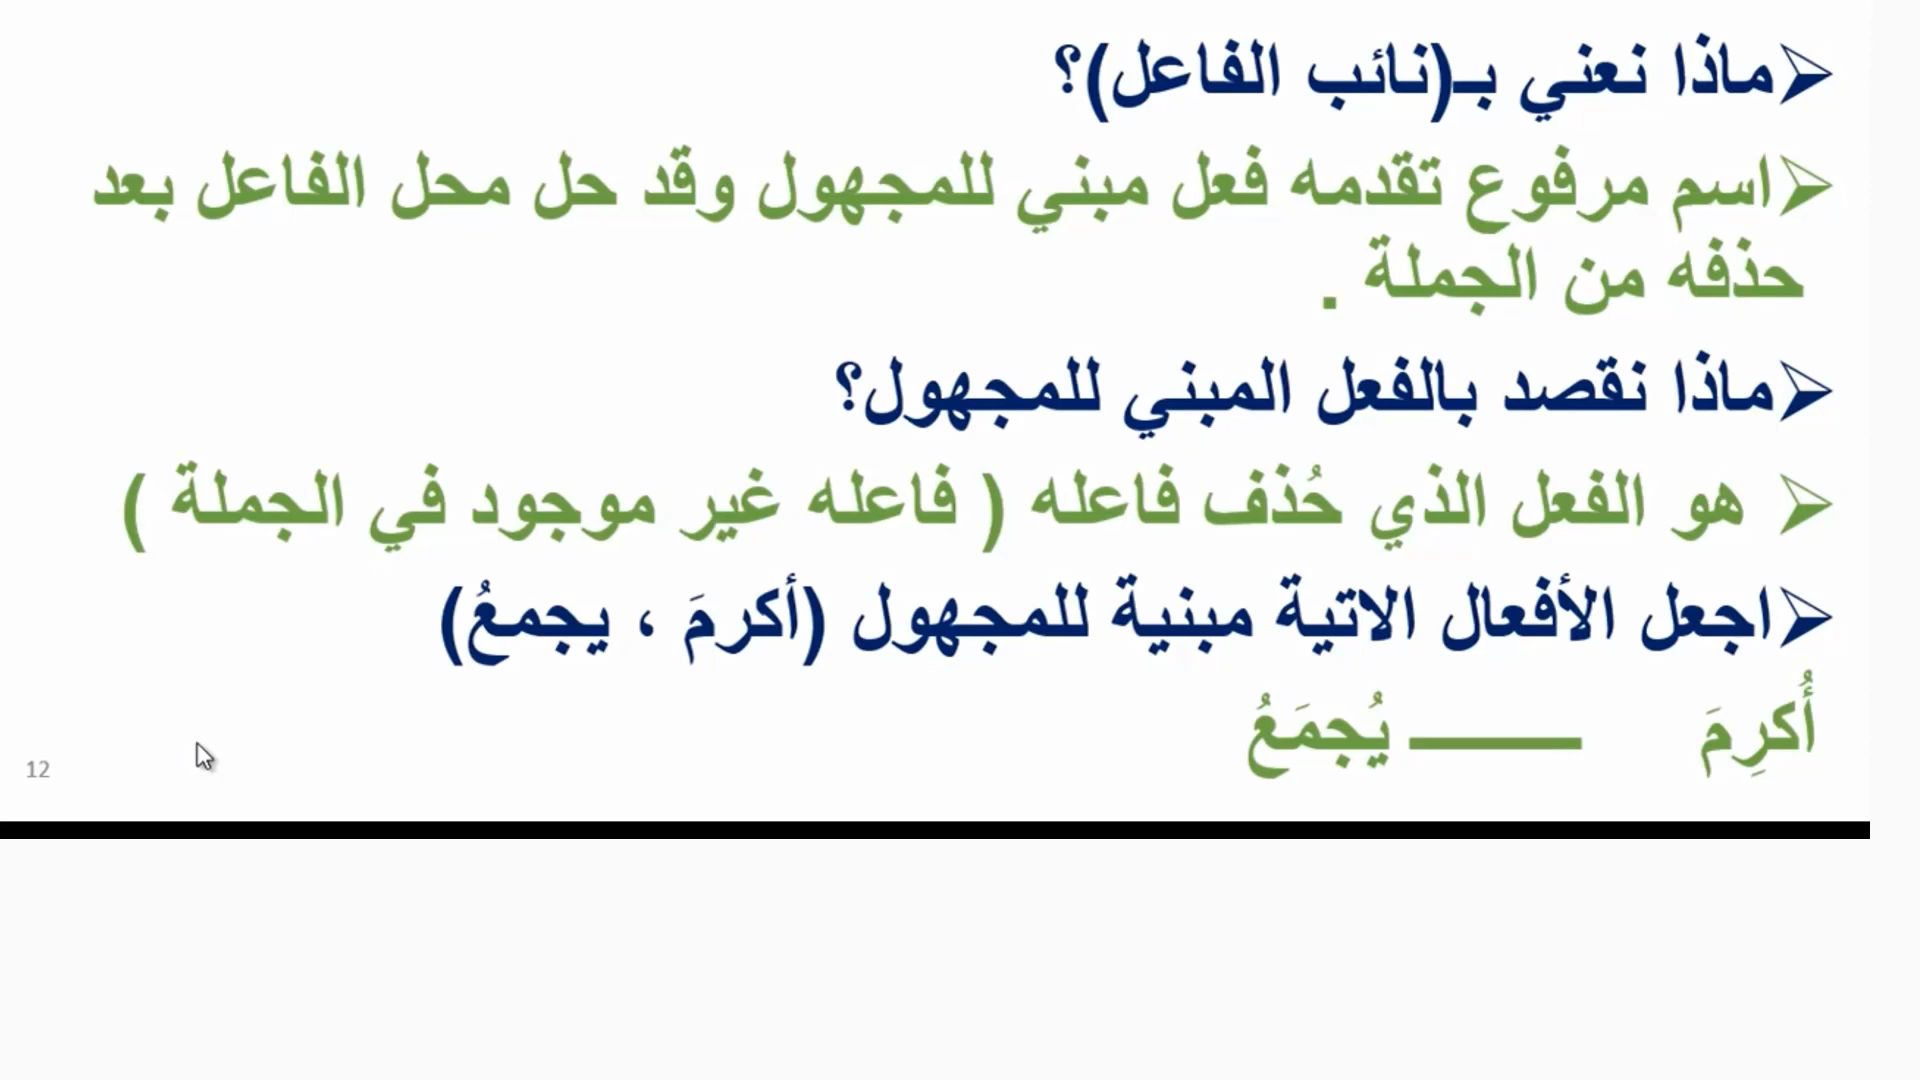 ماذا نعني بـ(نائب الفاعل)؟
اسم مرفوع تقدمه فعل مبني للمجهول وقد حل محل الفاعل بعد
حذفه من الجملة .
ماذا نقصد بالفعل المبني للمجهول؟
هو الفعل الذي حُذف فاعله ( فاعله غير موجود في الجملة )
اجعل الأفعال الاتية مبنية للمجهول (أكرمَ ، يجمعُ)
أُكرِمَ ـــــــــ يُجمَعُ
12